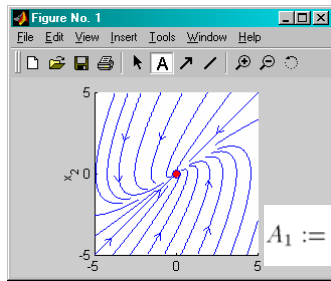 Figure No. 1
File Edit View Insert Tools Window Help
A
5
x2
0
-5
-5 0 5
A1 :=